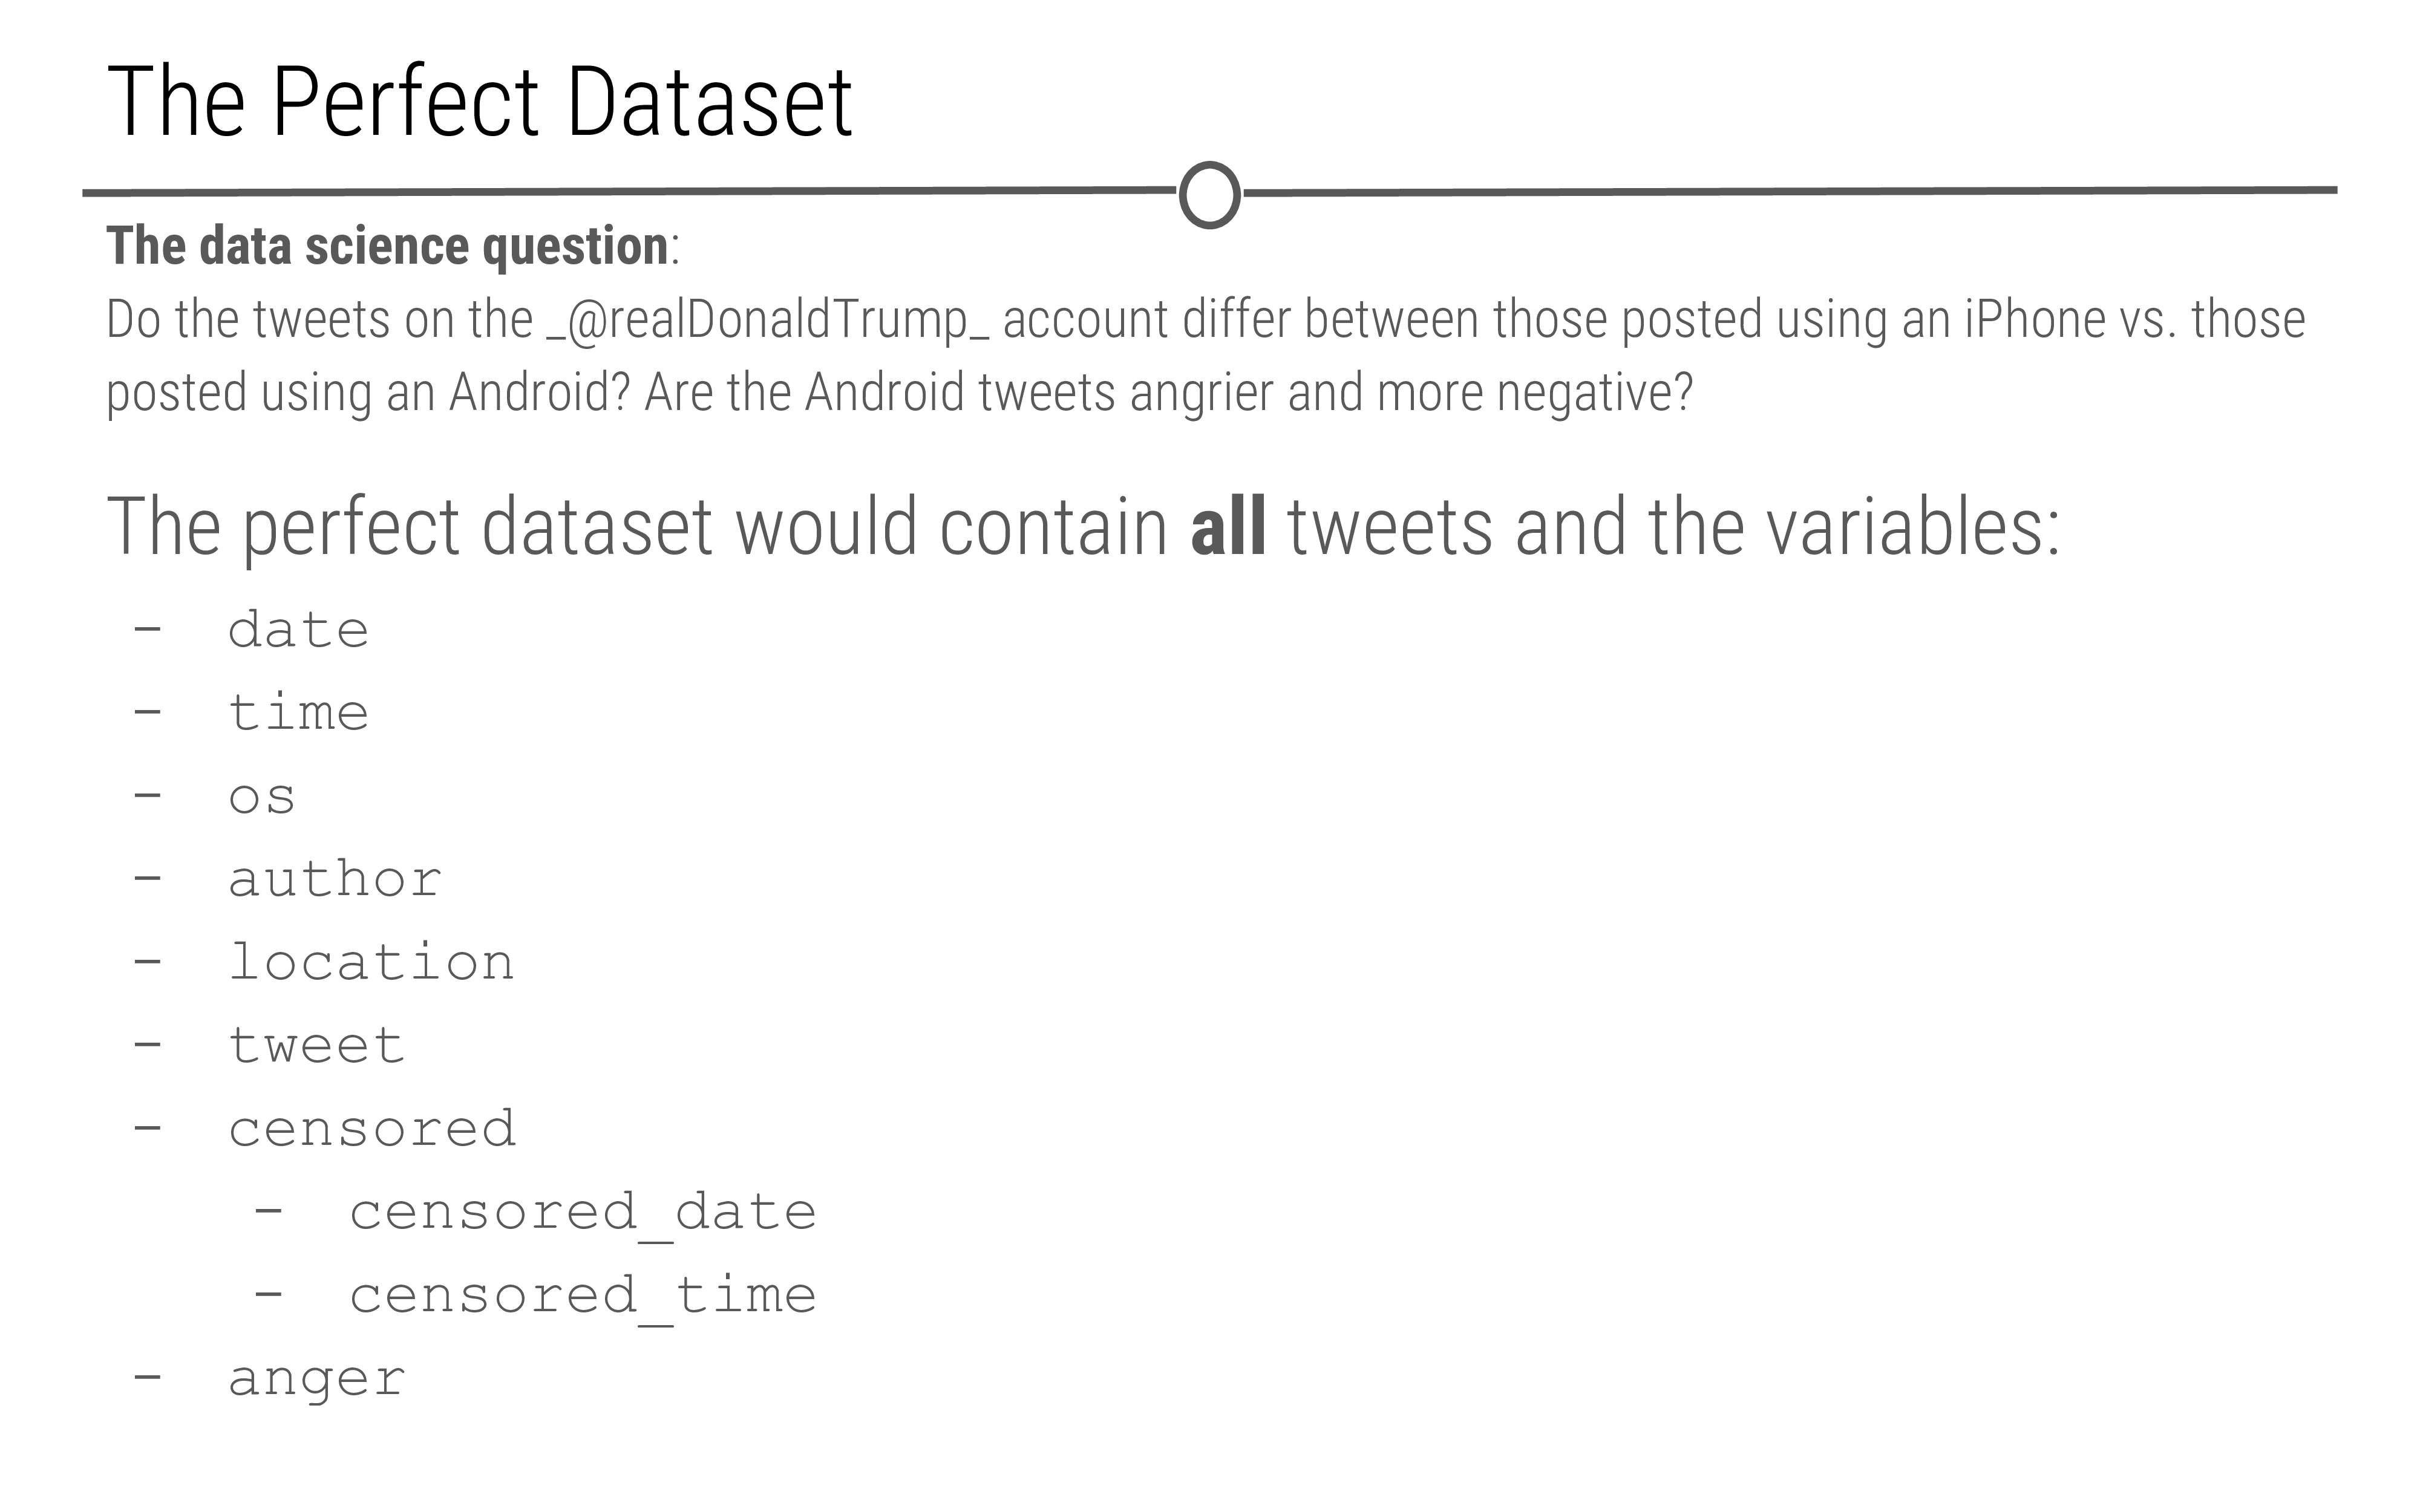 The Perfect Dataset
The data science question:
Do the tweets on the _@realDonaldTrump_ account differ between those posted using an iPhone vs. those
posted using an Android? Are the Android tweets angrier and more negative?
The perfect dataset would contain all tweets and the variables:
- date
- time
- os
- author
- location
- tweet
- censored
- censored_date
- censored_time
- anger